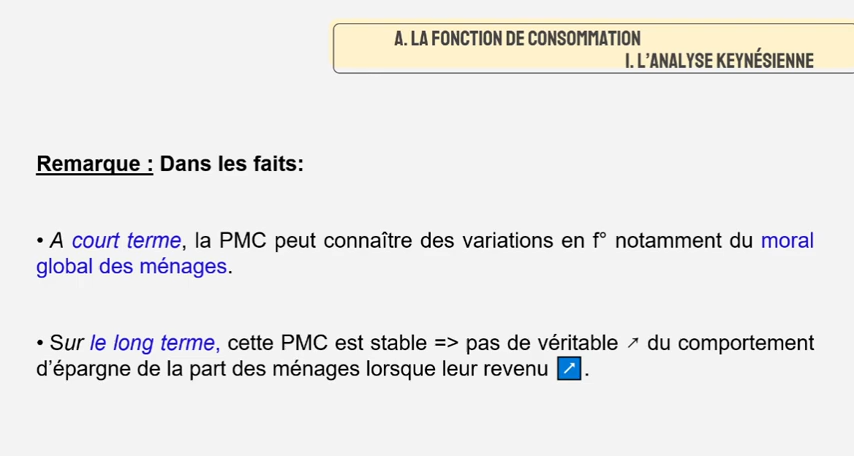 A. LA FONCTION DE CONSOMMATION
I. L'ANALYSE KEYNÉSIENNE
Remarque : Dans les faits:
• A court terme, la PMC peut connaître des variations en f° notamment du moral
global des ménages.
• Sur le long terme, cette PMC est stable => pas de véritable ↗ du comportement
d'épargne de la part des ménages lorsque leur revenu ↗.